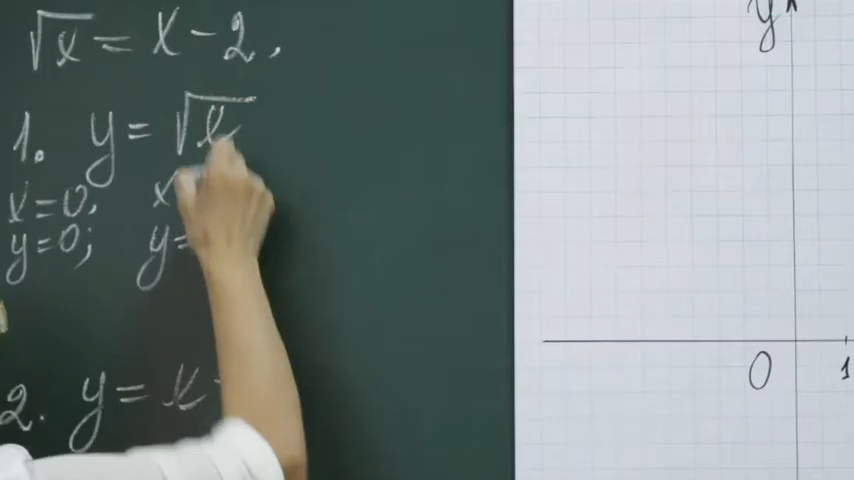 √x = x - 2,
1. y = √x
x = 0, x
y = 0; y =
2. y = x -
y
0 1